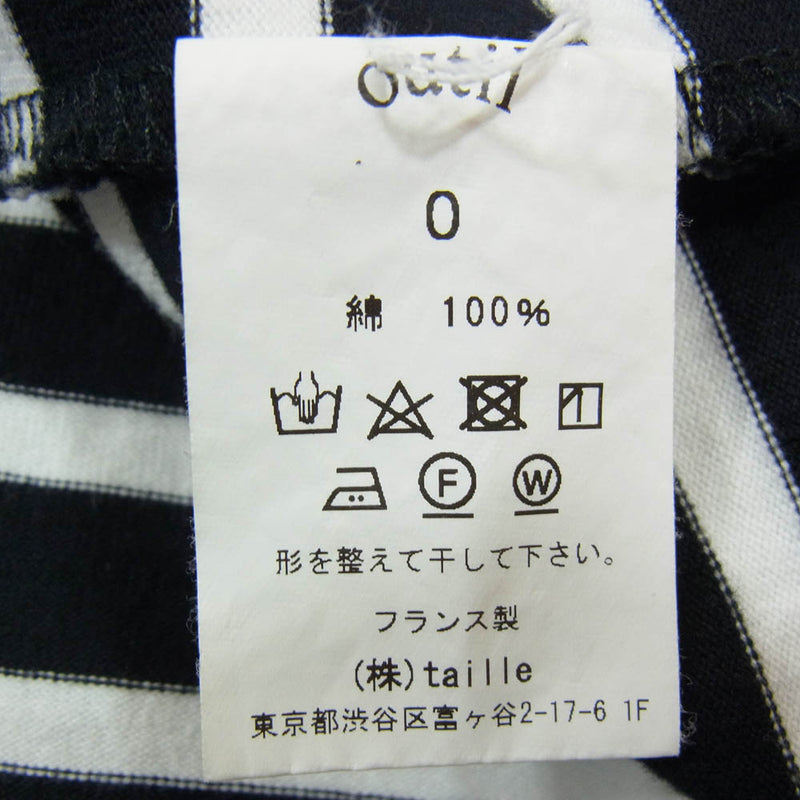 outil
0
綿 100%
F W
形を整えて干して下さい。
フランス製
(株)taille
東京都渋谷区富ヶ谷2-17-6 1F